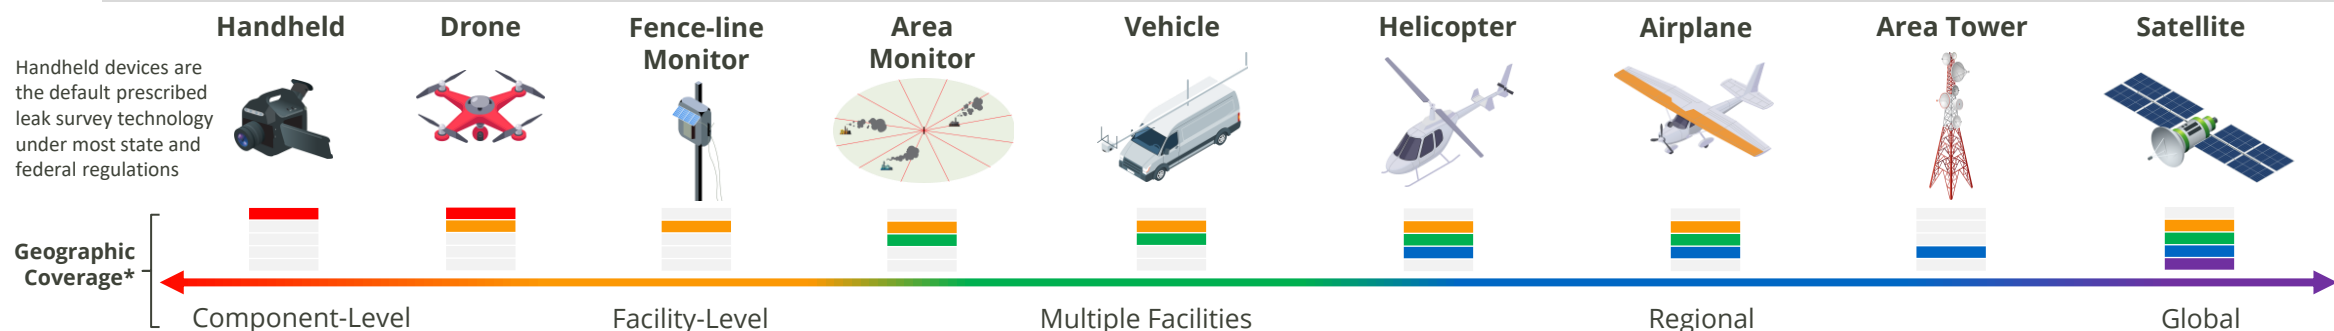 Handheld
Drone
Fence-line
Monitor
Area
Monitor
Vehicle
Helicopter
Airplane
Area Tower
Satellite
Handheld devices are
the default prescribed
leak survey technology
under most state and
federal regulations
Geographic
Coverage*
Component-Level
Facility-Level
Multiple Facilities
Regional
Global